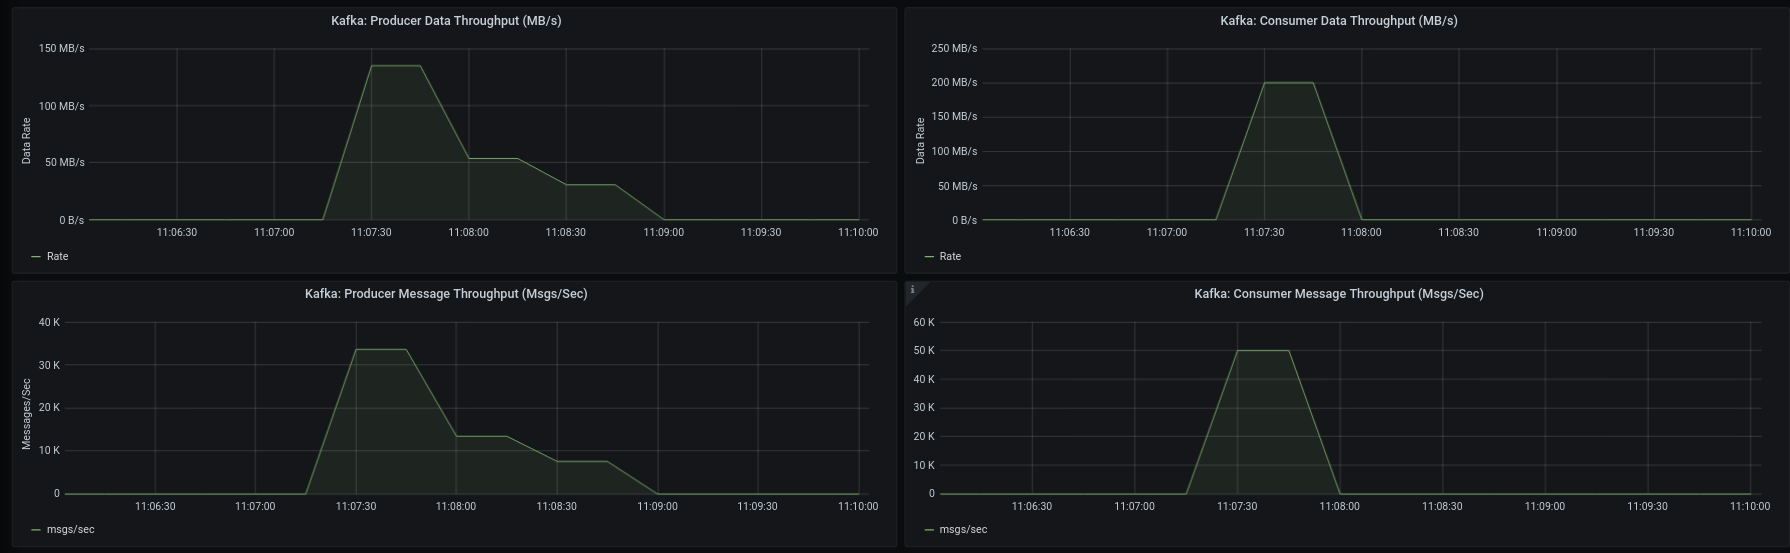 Kafka: Producer Data Throughput (MB/s)
150 MB/s
100 MB/s
50 MB/s
0 B/s
Data Rate
11:06:30 11:07:00 11:07:30 11:08:00 11:08:30 11:09:00 11:09:30 11:10:00
Rate
Kafka: Consumer Data Throughput (MB/s)
250 MB/s
200 MB/s
150 MB/s
100 MB/s
50 MB/s
0 B/s
Data Rate
11:06:30 11:07:00 11:07:30 11:08:00 11:08:30 11:09:00 11:09:30 11:10:00
Rate
Kafka: Producer Message Throughput (Msgs/Sec)
40 K
30 K
20 K
10 K
0
Messages/Sec
11:06:30 11:07:00 11:07:30 11:08:00 11:08:30 11:09:00 11:09:30 11:10:00
msgs/sec
i
Kafka: Consumer Message Throughput (Msgs/Sec)
60 K
50 K
40 K
30 K
20 K
10 K
0
11:06:30 11:07:00 11:07:30 11:08:00 11:08:30 11:09:00 11:09:30 11:10:00
msgs/sec